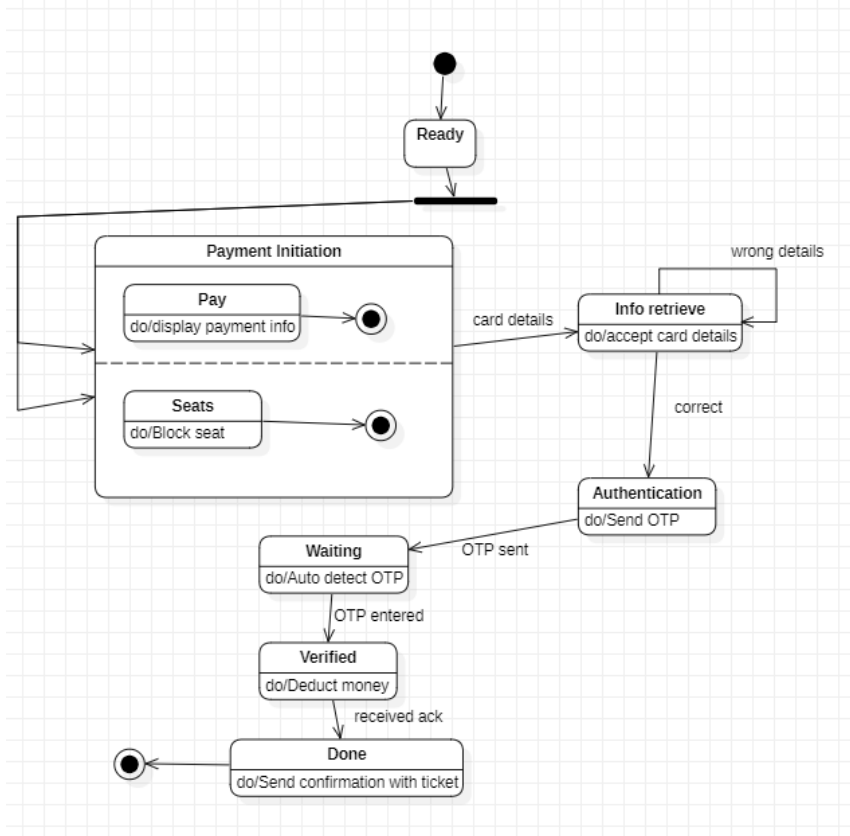 Ready
Payment Initiation
wrong details
Pay
do/display payment info
card details
Info retrieve
do/accept card details
Seats
do/Block seat
correct
Authentication
do/Send OTP
OTP sent
Waiting
do/Auto detect OTP
OTP entered
Verified
do/Deduct money
received ack
Done
do/Send confirmation with ticket